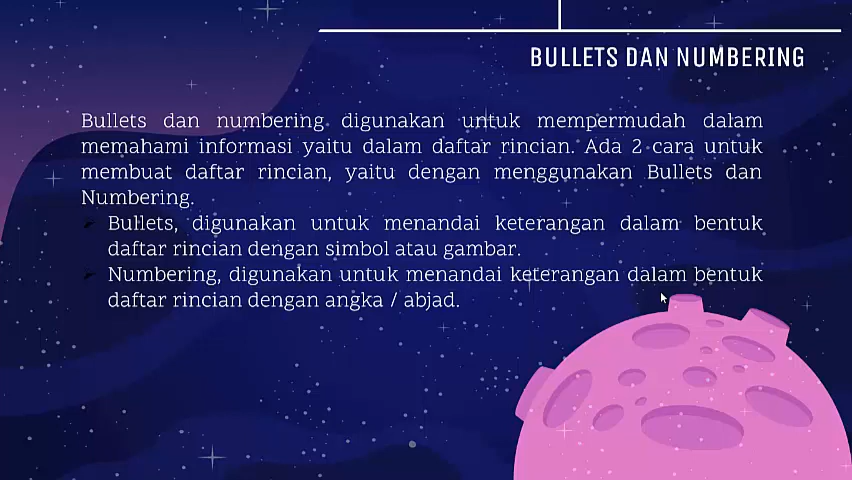 BULLETS DAN NUMBERING
Bullets dan numbering digunakan untuk mempermudah dalam
memahami informasi yaitu dalam daftar rincian. Ada 2 cara untuk
membuat daftar rincian, yaitu dengan menggunakan Bullets dan
Numbering.
Bullets, digunakan untuk menandai keterangan dalam bentuk
daftar rincian dengan simbol atau gambar.
Numbering, digunakan untuk menandai keterangan dalam bentuk
daftar rincian dengan angka / abjad.